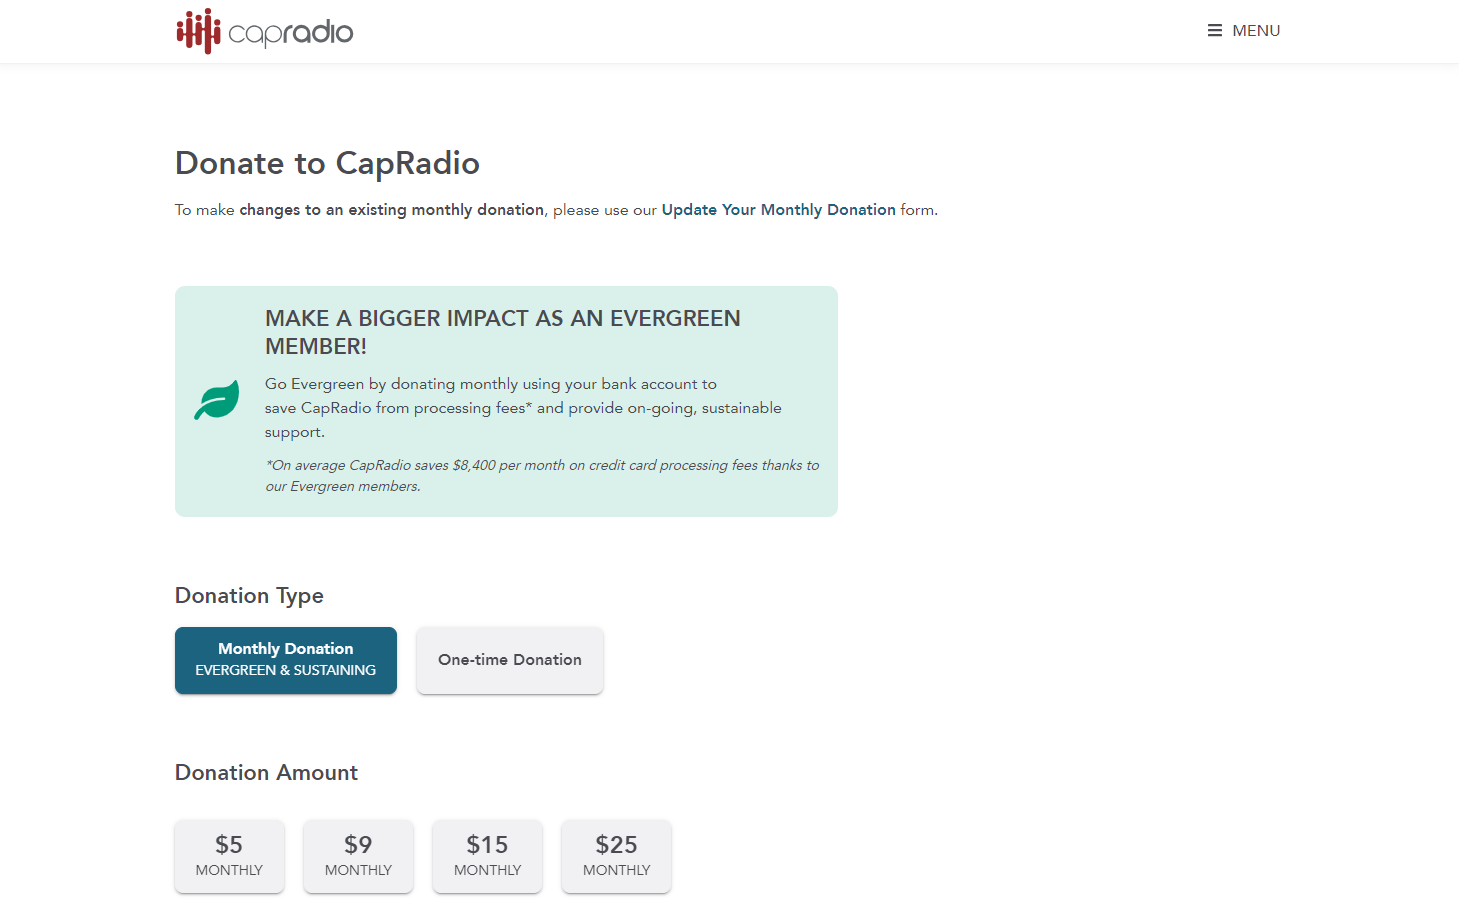 capradio
MENU
Donate to CapRadio
To make changes to an existing monthly donation, please use our Update Your Monthly Donation form.
MAKE A BIGGER IMPACT AS AN EVERGREEN
MEMBER!
Go Evergreen by donating monthly using your bank account to
save CapRadio from processing fees* and provide on-going, sustainable
support.
*On average CapRadio saves $8,400 per month on credit card processing fees thanks to
our Evergreen members.
Donation Type
Monthly Donation
EVERGREEN & SUSTAINING
One-time Donation
Donation Amount
$5
MONTHLY
$9
MONTHLY
$15
MONTHLY
$25
MONTHLY